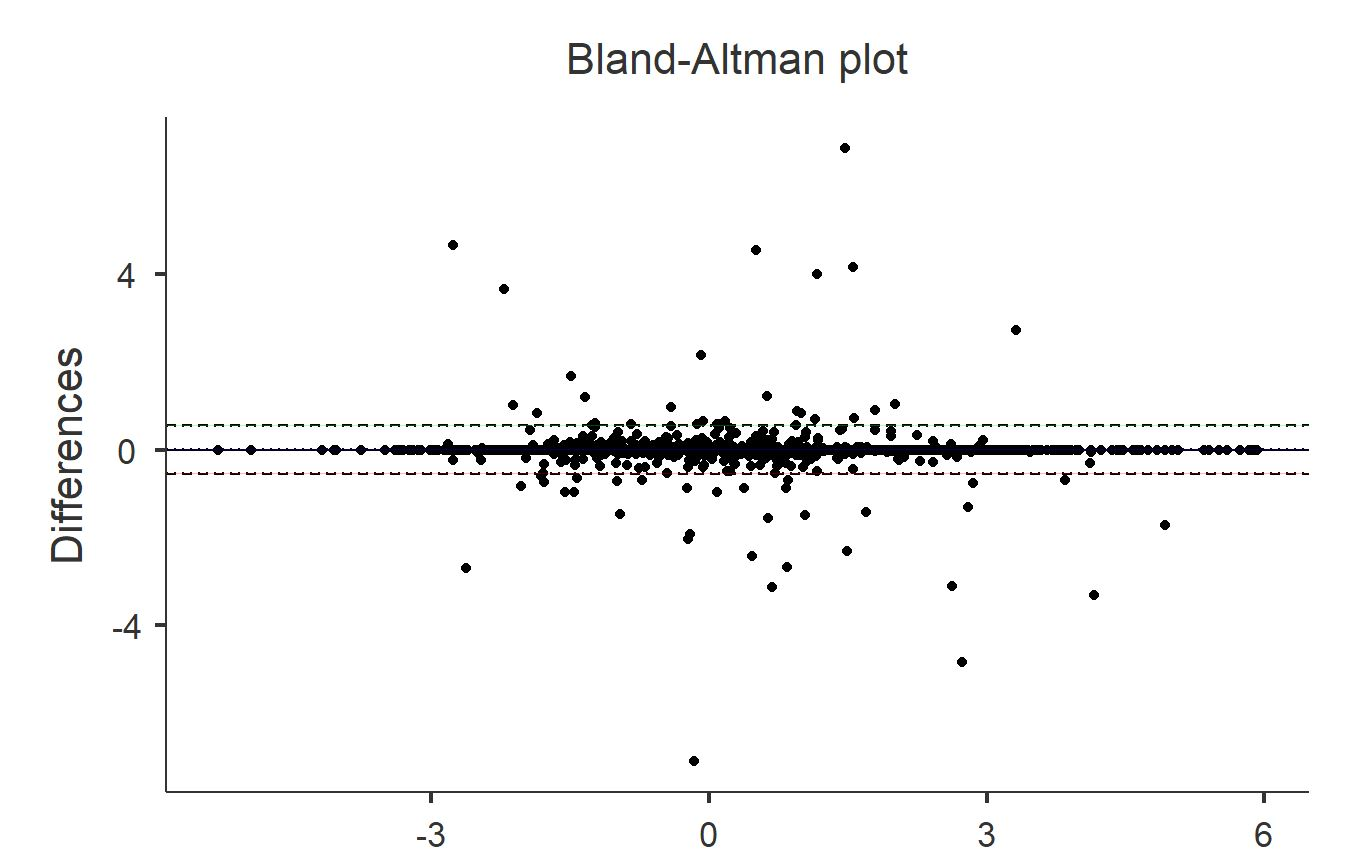 Bland-Altman plot
Differences
4
0
-4
-3 0 3 6